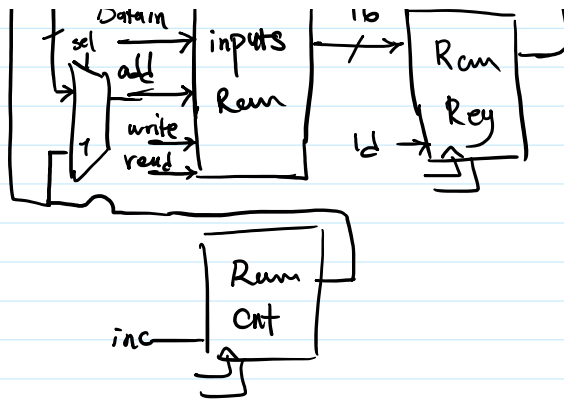 Datain
16
sel
inputs
Ram
add
Ram
Reg
write
read
ld
1
Ram
Cnt
inc